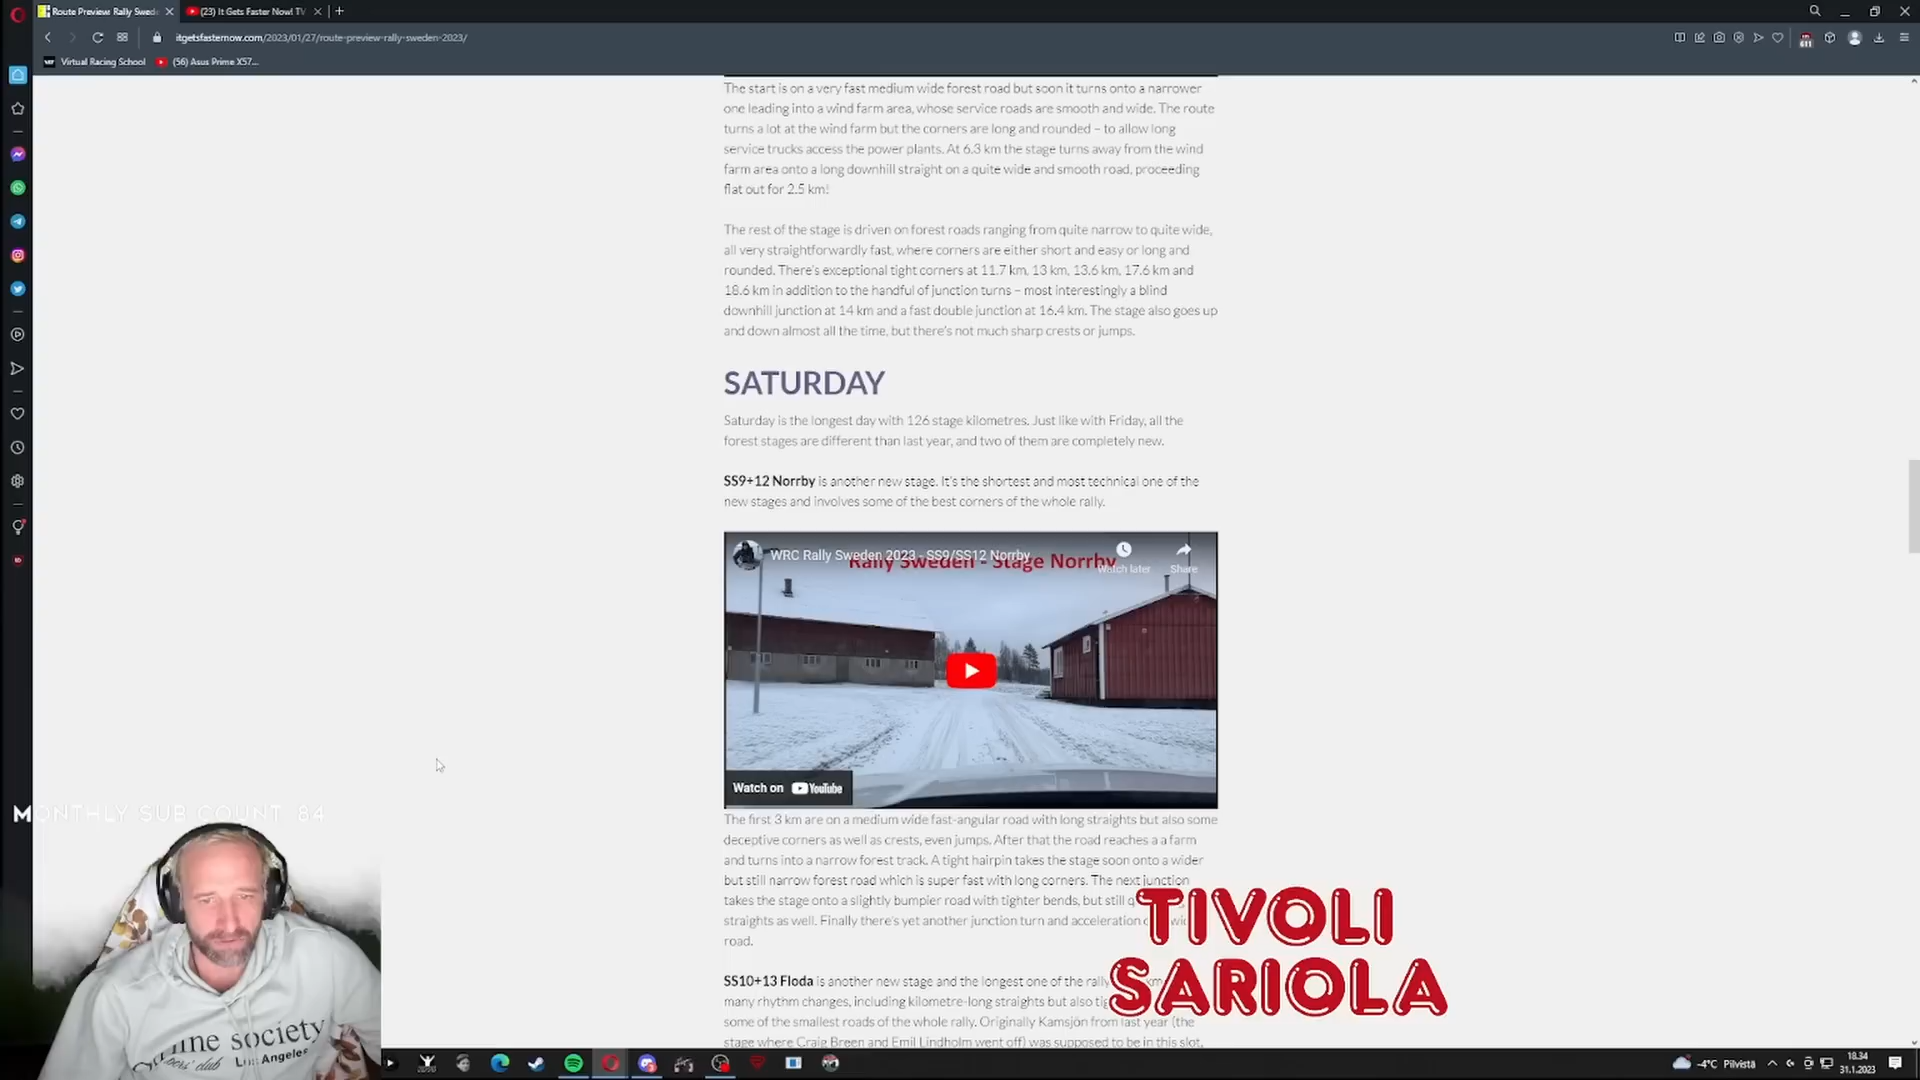 Route Preview: Rally Swed
(23) It Gets Faster Now! TV
itgetsfasternow.com/2023/01/27/route-preview-rally-sweden-2023/
611
Virtual Racing School
(56) Asus Prime X57...
The start is on a very fast medium wide forest road but soon it turns onto a narrower
one leading into a wind farm area, whose service roads are smooth and wide. The route
turns a lot at the wind farm but the corners are long and rounded – to allow long
service trucks access the power plants. At 6.3 km the stage turns away from the wind
farm area onto a long downhill straight on a quite wide and smooth road, proceeding
flat out for 2.5 km!
The rest of the stage is driven on forest roads ranging from quite narrow to quite wide,
all very straightforwardly fast, where corners are either short and easy or long and
rounded. There's exceptional tight corners at 11.7 km, 13 km, 13.6 km, 17.6 km and
18.6 km in addition to the handful of junction turns – most interestingly a blind
downhill junction at 14 km and a fast double junction at 16.4 km. The stage also goes up
and down almost all the time, but there's not much sharp crests or jumps.
SATURDAY
Saturday is the longest day with 126 stage kilometres. Just like with Friday, all the
forest stages are different than last year, and two of them are completely new.
SS9+12 Norrby is another new stage. It's the shortest and most technical one of the
new stages and involves some of the best corners of the whole rally.
WRC Rally Sweden 2023 - SS9/SS12 Norrby
Rally Sweden - Stage Norrby
Watch later
Share
Watch on YouTube
The first 3 km are on a medium wide fast-angular road with long straights but also some
deceptive corners as well as crests, even jumps. After that the road reaches a a farm
and turns into a narrow forest track. A tight hairpin takes the stage soon onto a wider
but still narrow forest road which is super fast with long corners. The next junction
takes the stage onto a slightly bumpier road with tighter bends, but still
straights as well. Finally there's yet another junction turn and acceleration
road.
SS10+13 Floda is another new stage and the longest one of the rally
many rhythm changes, including kilometre-long straights but also
some of the smallest roads of the whole rally. Originally Kamsjön from last year (the
stage where Craig Breen and Emil Lindholm went off) was supposed to be in this slot,
TIVOLI
SARIOLA
MONTHLY SUB COUNT: 84
society
club Los Angeles
-4°C Pilvistä
18.34
31.1.2023